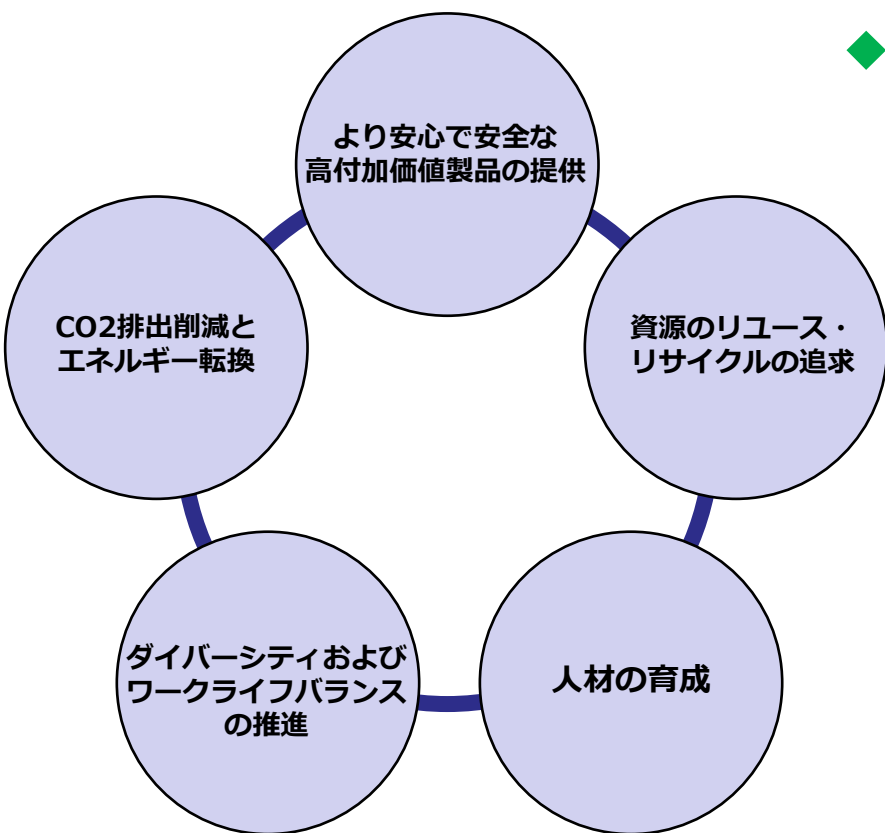 より安心で安全な
高付加価値製品の提供
資源のリユース・
リサイクルの追求
人材の育成
ダイバーシティおよび
ワークライフバランス
の推進
CO2排出削減と
エネルギー転換